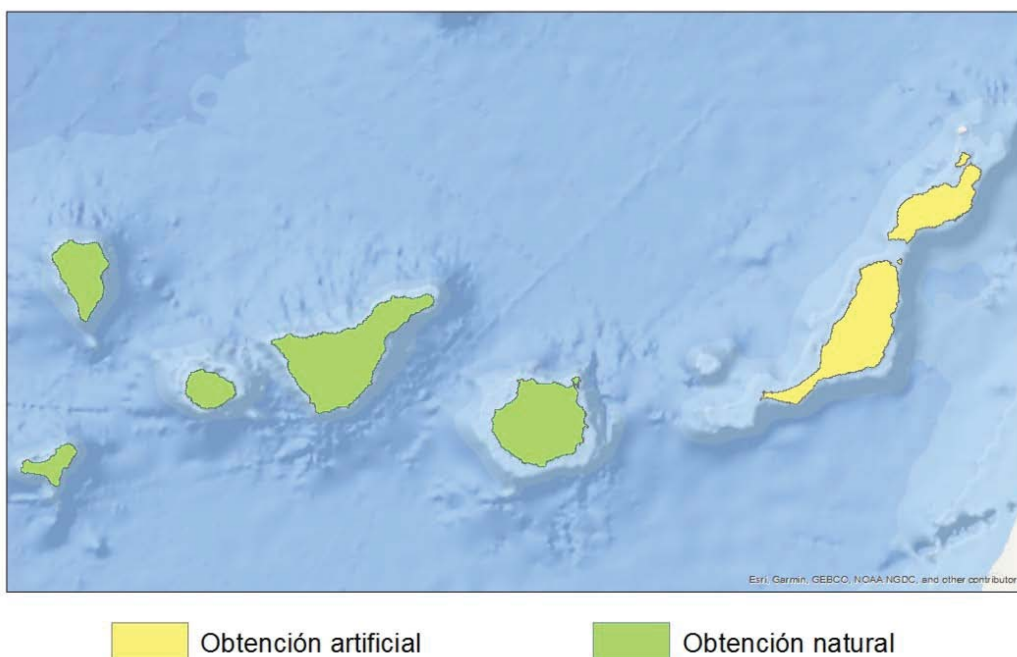 Esri, Garmin, GEBCO, NOAA NGDC, and other contributor
Obtención artificial
Obtención natural